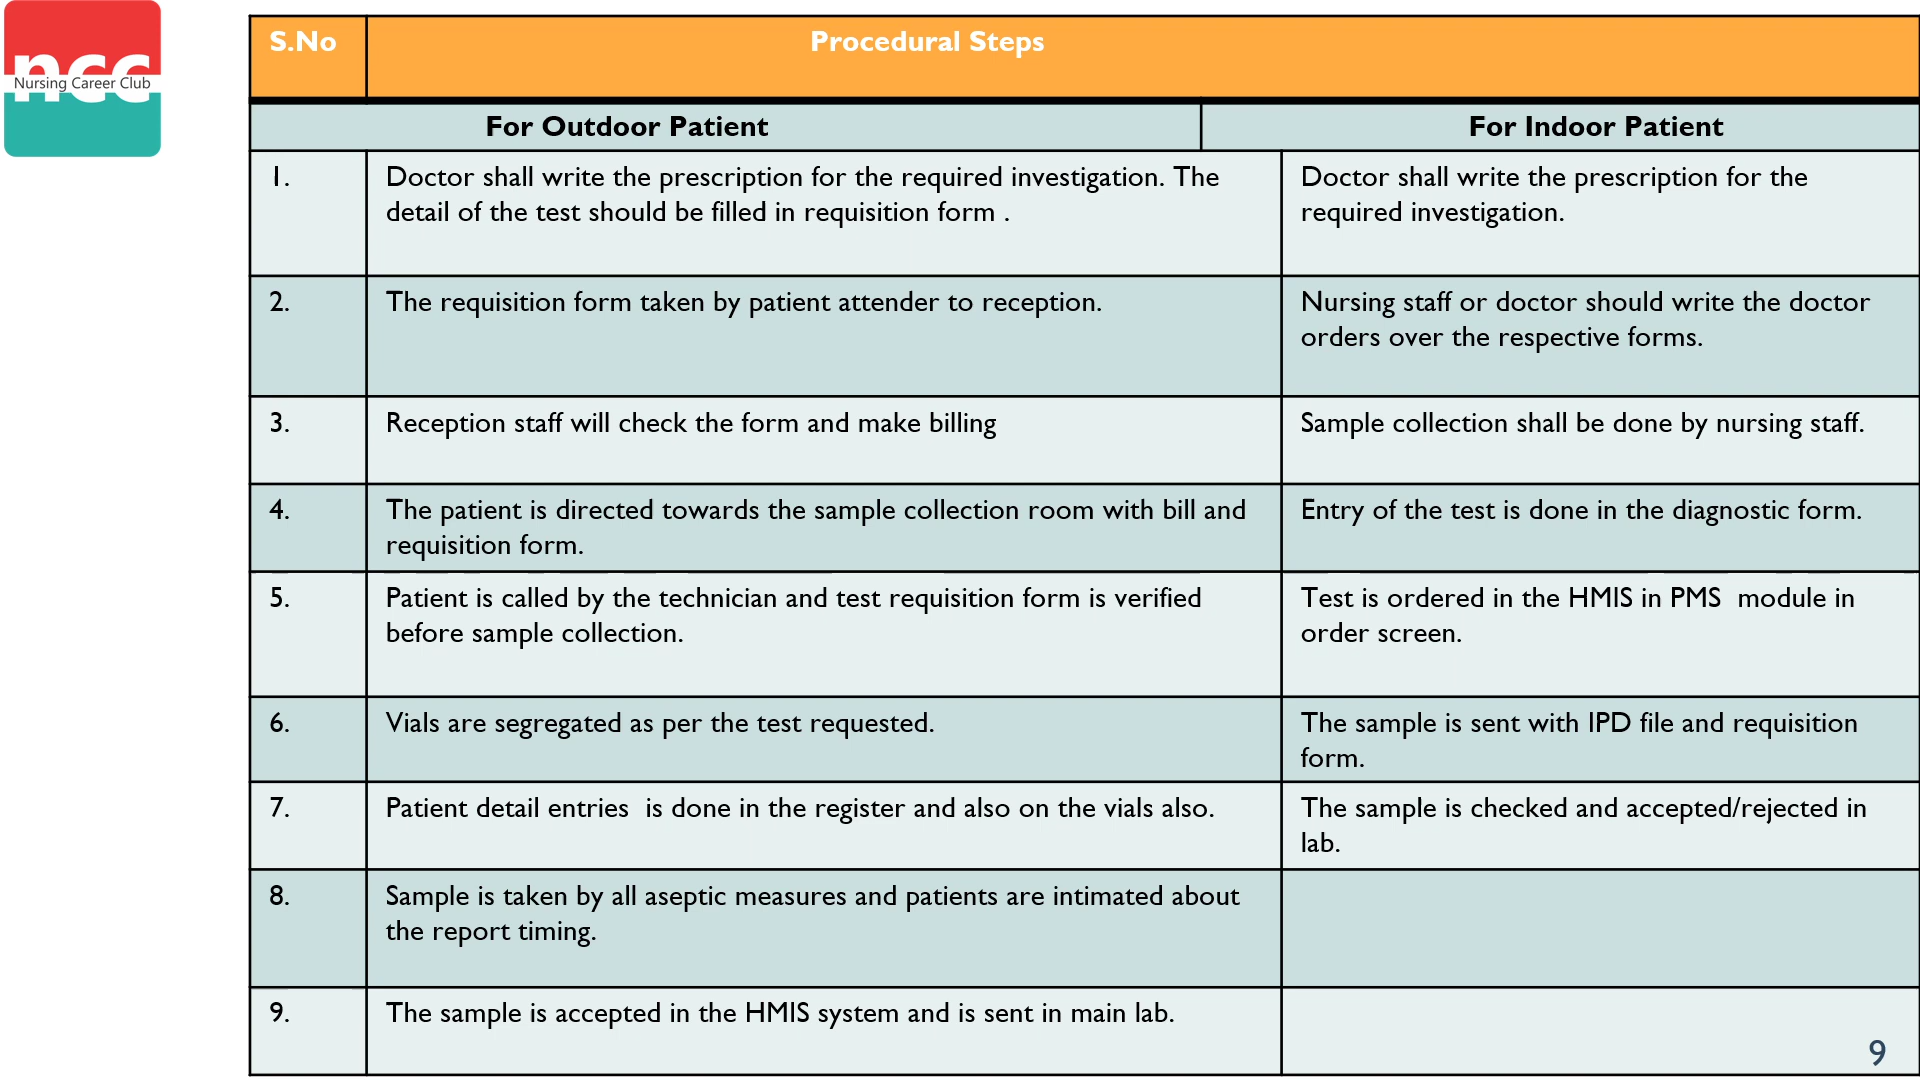 ncc
Nursing Career Club
S.No
Procedural Steps
For Outdoor Patient
For Indoor Patient
1.
Doctor shall write the prescription for the required investigation. The
detail of the test should be filled in requisition form .
Doctor shall write the prescription for the
required investigation.
2.
The requisition form taken by patient attender to reception.
Nursing staff or doctor should write the doctor
orders over the respective forms.
3.
Reception staff will check the form and make billing
Sample collection shall be done by nursing staff.
4.
The patient is directed towards the sample collection room with bill and
requisition form.
Entry of the test is done in the diagnostic form.
5.
Patient is called by the technician and test requisition form is verified
before sample collection.
Test is ordered in the HMIS in PMS  module in
order screen.
6.
Vials are segregated as per the test requested.
The sample is sent with IPD file and requisition
form.
7.
Patient detail entries  is done in the register and also on the vials also.
The sample is checked and accepted/rejected in
lab.
8.
Sample is taken by all aseptic measures and patients are intimated about
the report timing.
9.
The sample is accepted in the HMIS system and is sent in main lab.
9